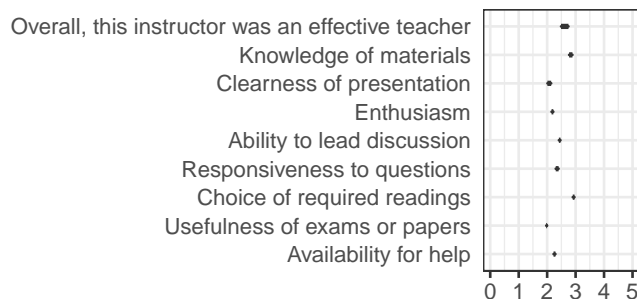 Overall, this instructor was an effective teacher
Knowledge of materials
Clearness of presentation
Enthusiasm
Ability to lead discussion
Responsiveness to questions
Choice of required readings
Usefulness of exams or papers
Availability for help
0 1 2 3 4 5